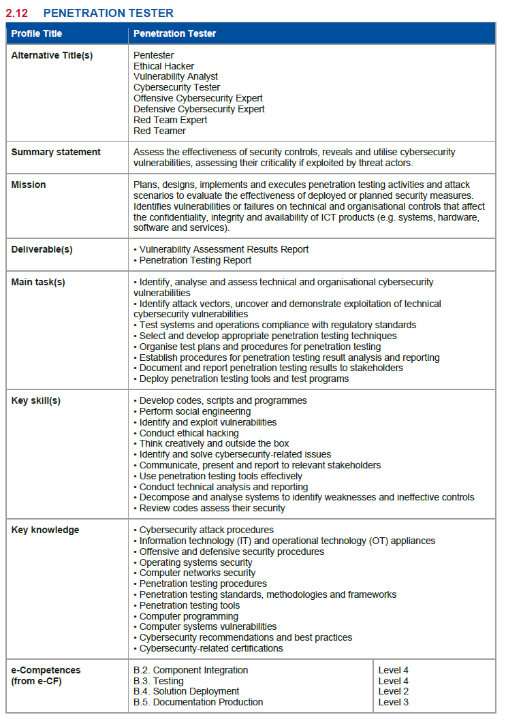 2.12 PENETRATION TESTER
Profile Title Penetration Tester
Alternative Title(s) Pentester
Ethical Hacker
Vulnerability Analyst
Cybersecurity Tester
Offensive Cybersecurity Expert
Defensive Cybersecurity Expert
Red Team Expert
Red Teamer
Summary statement Assess the effectiveness of security controls, reveals and utilise cybersecurity
vulnerabilities, assessing their criticality if exploited by threat actors.
Mission Plans, designs, implements and executes penetration testing activities and attack
scenarios to evaluate the effectiveness of deployed or planned security measures.
Identifies vulnerabilities or failures on technical and organisational controls that affect
the confidentiality, integrity and availability of ICT products (e.g. systems, hardware,
software and services).
Deliverable(s) • Vulnerability Assessment Results Report
• Penetration Testing Report
Main task(s) • Identify, analyse and assess technical and organisational cybersecurity
vulnerabilities
• Identify attack vectors, uncover and demonstrate exploitation of technical
cybersecurity vulnerabilities
• Test systems and operations compliance with regulatory standards
• Select and develop appropriate penetration testing techniques
• Organise test plans and procedures for penetration testing
• Establish procedures for penetration testing result analysis and reporting
• Document and report penetration testing results to stakeholders
• Deploy penetration testing tools and test programs
Key skill(s) • Develop codes, scripts and programmes
• Perform social engineering
• Identify and exploit vulnerabilities
• Conduct ethical hacking
• Think creatively and outside the box
• Identify and solve cybersecurity-related issues
• Communicate, present and report to relevant stakeholders
• Use penetration testing tools effectively
• Conduct technical analysis and reporting
• Decompose and analyse systems to identify weaknesses and ineffective controls
• Review codes assess their security
Key knowledge • Cybersecurity attack procedures
• Information technology (IT) and operational technology (OT) appliances
• Offensive and defensive security procedures
• Operating systems security
• Computer networks security
• Penetration testing procedures
• Penetration testing standards, methodologies and frameworks
• Penetration testing tools
• Computer programming
• Computer systems vulnerabilities
• Cybersecurity recommendations and best practices
• Cybersecurity-related certifications
e-Competences B.2. Component Integration Level 4
(from e-CF) B.3. Testing Level 4
B.4. Solution Deployment Level 2
B.5. Documentation Production Level 3